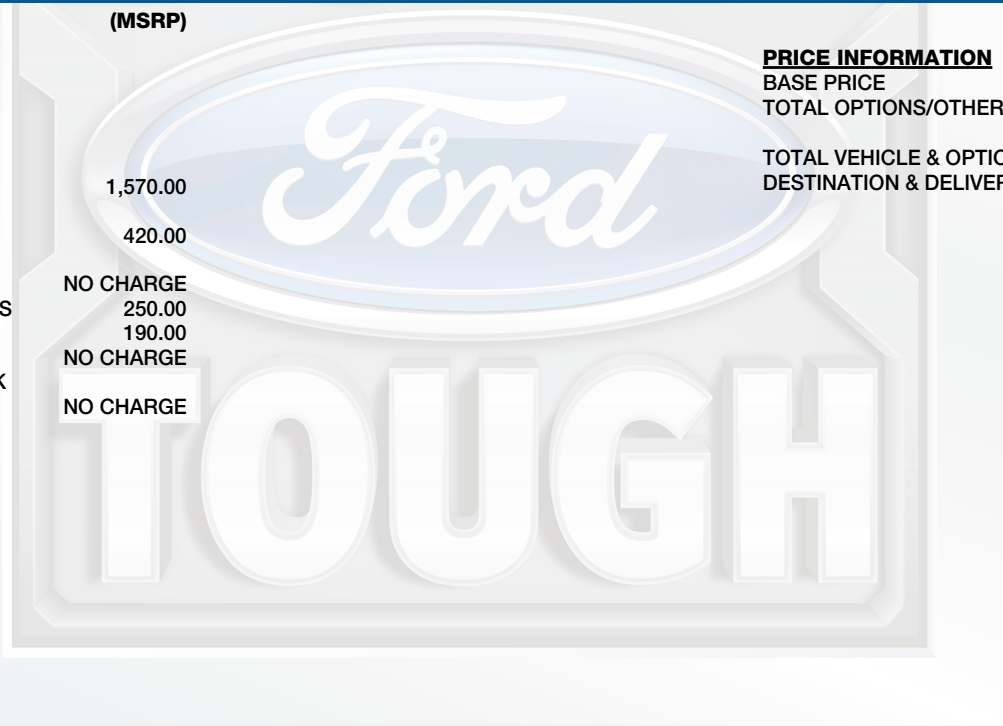 (MSRP)
1,570.00
420.00
NO CHARGE
S 250.00
190.00
NO CHARGE
K
NO CHARGE
PRICE INFORMATION
BASE PRICE
TOTAL OPTIONS/OTHER
TOTAL VEHICLE & OPTIO
DESTINATION & DELIVER
Ford
TOUGH